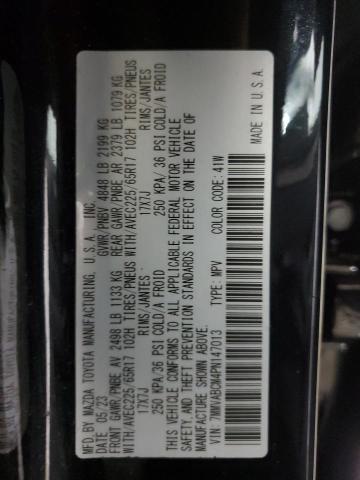 MFD. BY MAZDA TOYOTA MANUFACTURING, U.S.A., INC.
DATE 05/23 GVWR/PNBV 4848 LB 2199 KG
FRONT GAWR/PNBE AV 2498 LB 1133 KG REAR GAWR/PNBE AR 2379 LB 1079 KG
WITH/AVEC225/65R17 102H TIRES/PNEUS WITH/AVEC225/65R17 102H TIRES/PNEUS
17X7J RIMS/JANTES 17X7J RIMS/JANTES
250 KPA/36 PSI COLD/A FROID 250 KPA/36 PSI COLD/A FROID
THIS VEHICLE CONFORMS TO ALL APPLICABLE FEDERAL MOTOR VEHICLE
SAFETY, THEFT PREVENTION AND BUMPER STANDARDS IN EFFECT ON THE DATE OF
MANUFACTURE SHOWN ABOVE.
VIN: 7MMVABCM4PN147013 TYPE: MPV COLOR CODE: 41W
MADE IN U.S.A.